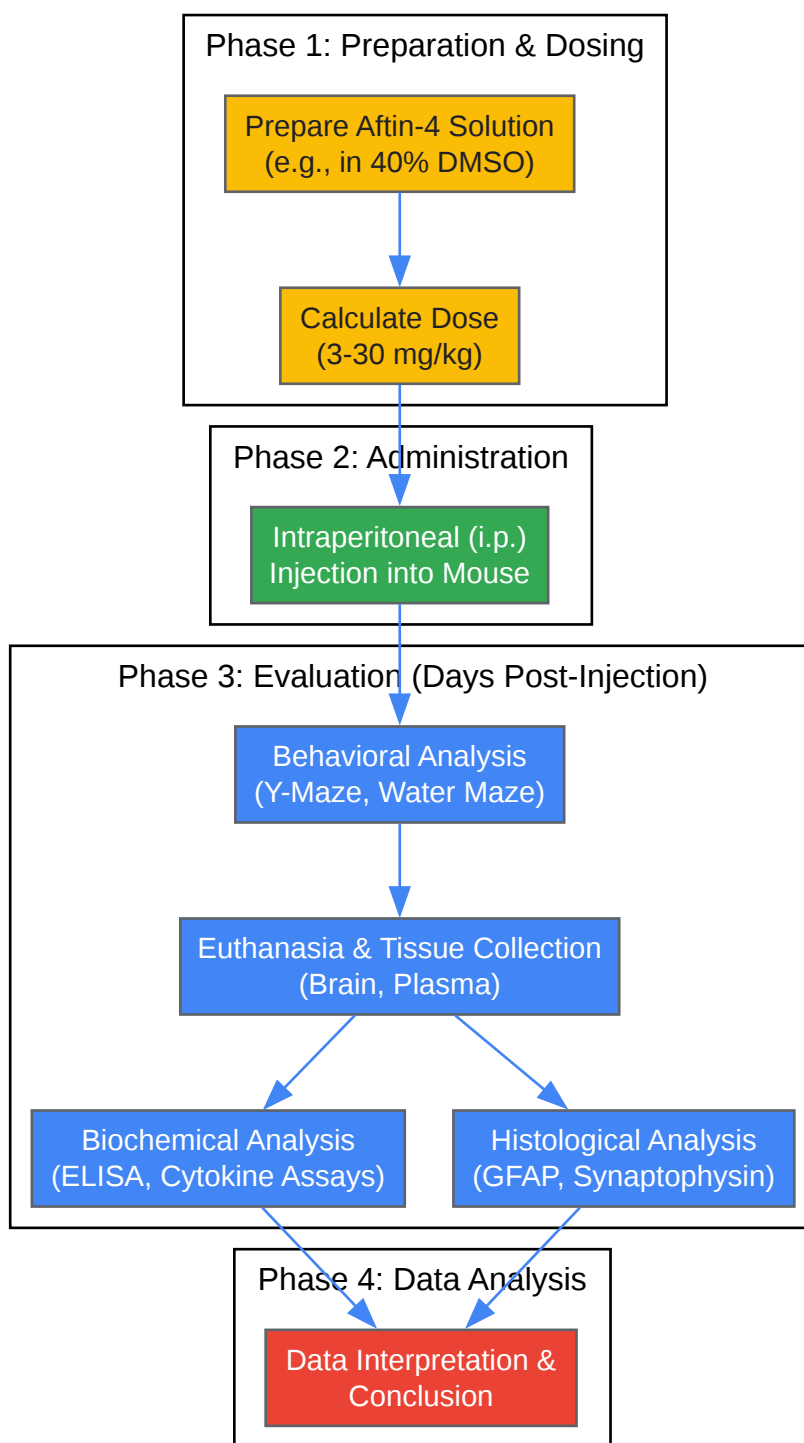 Phase 1: Preparation & Dosing
Prepare Aftin-4 Solution
(e.g., in 40% DMSO)
Calculate Dose
(3-30 mg/kg)
Phase 2: Administration
Intraperitoneal (i.p.)
Injection into Mouse
Phase 3: Evaluation (Days Post-Injection)
Behavioral Analysis
(Y-Maze, Water Maze)
Euthanasia & Tissue Collection
(Brain, Plasma)
Biochemical Analysis
(ELISA, Cytokine Assays)
Histological Analysis
(GFAP, Synaptophysin)
Phase 4: Data Analysis
Data Interpretation &
Conclusion